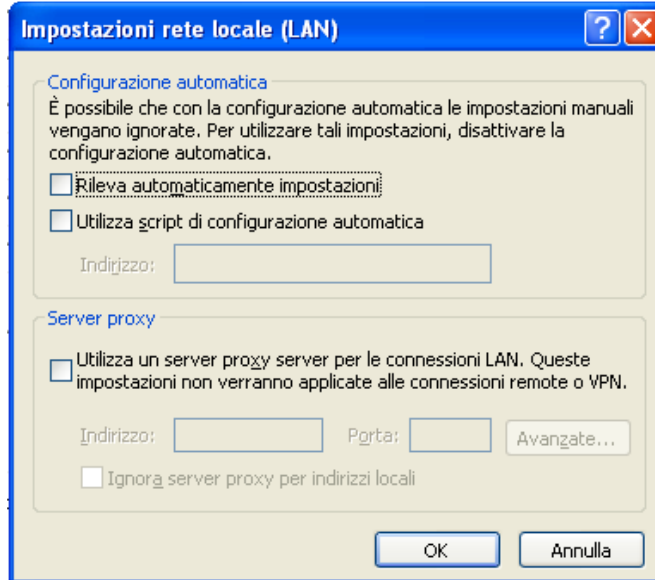 Impostazioni rete locale (LAN)
Configurazione automatica
È possibile che con la configurazione automatica le impostazioni manuali
vengano ignorate. Per utilizzare tali impostazioni, disattivare la
configurazione automatica.
Rileva automaticamente impostazioni
Utilizza script di configurazione automatica
Indirizzo:
Server proxy
Utilizza un server proxy server per le connessioni LAN. Queste
impostazioni non verranno applicate alle connessioni remote o VPN.
Indirizzo: Porta: Avanzate...
Ignora server proxy per indirizzi locali
OK Annulla